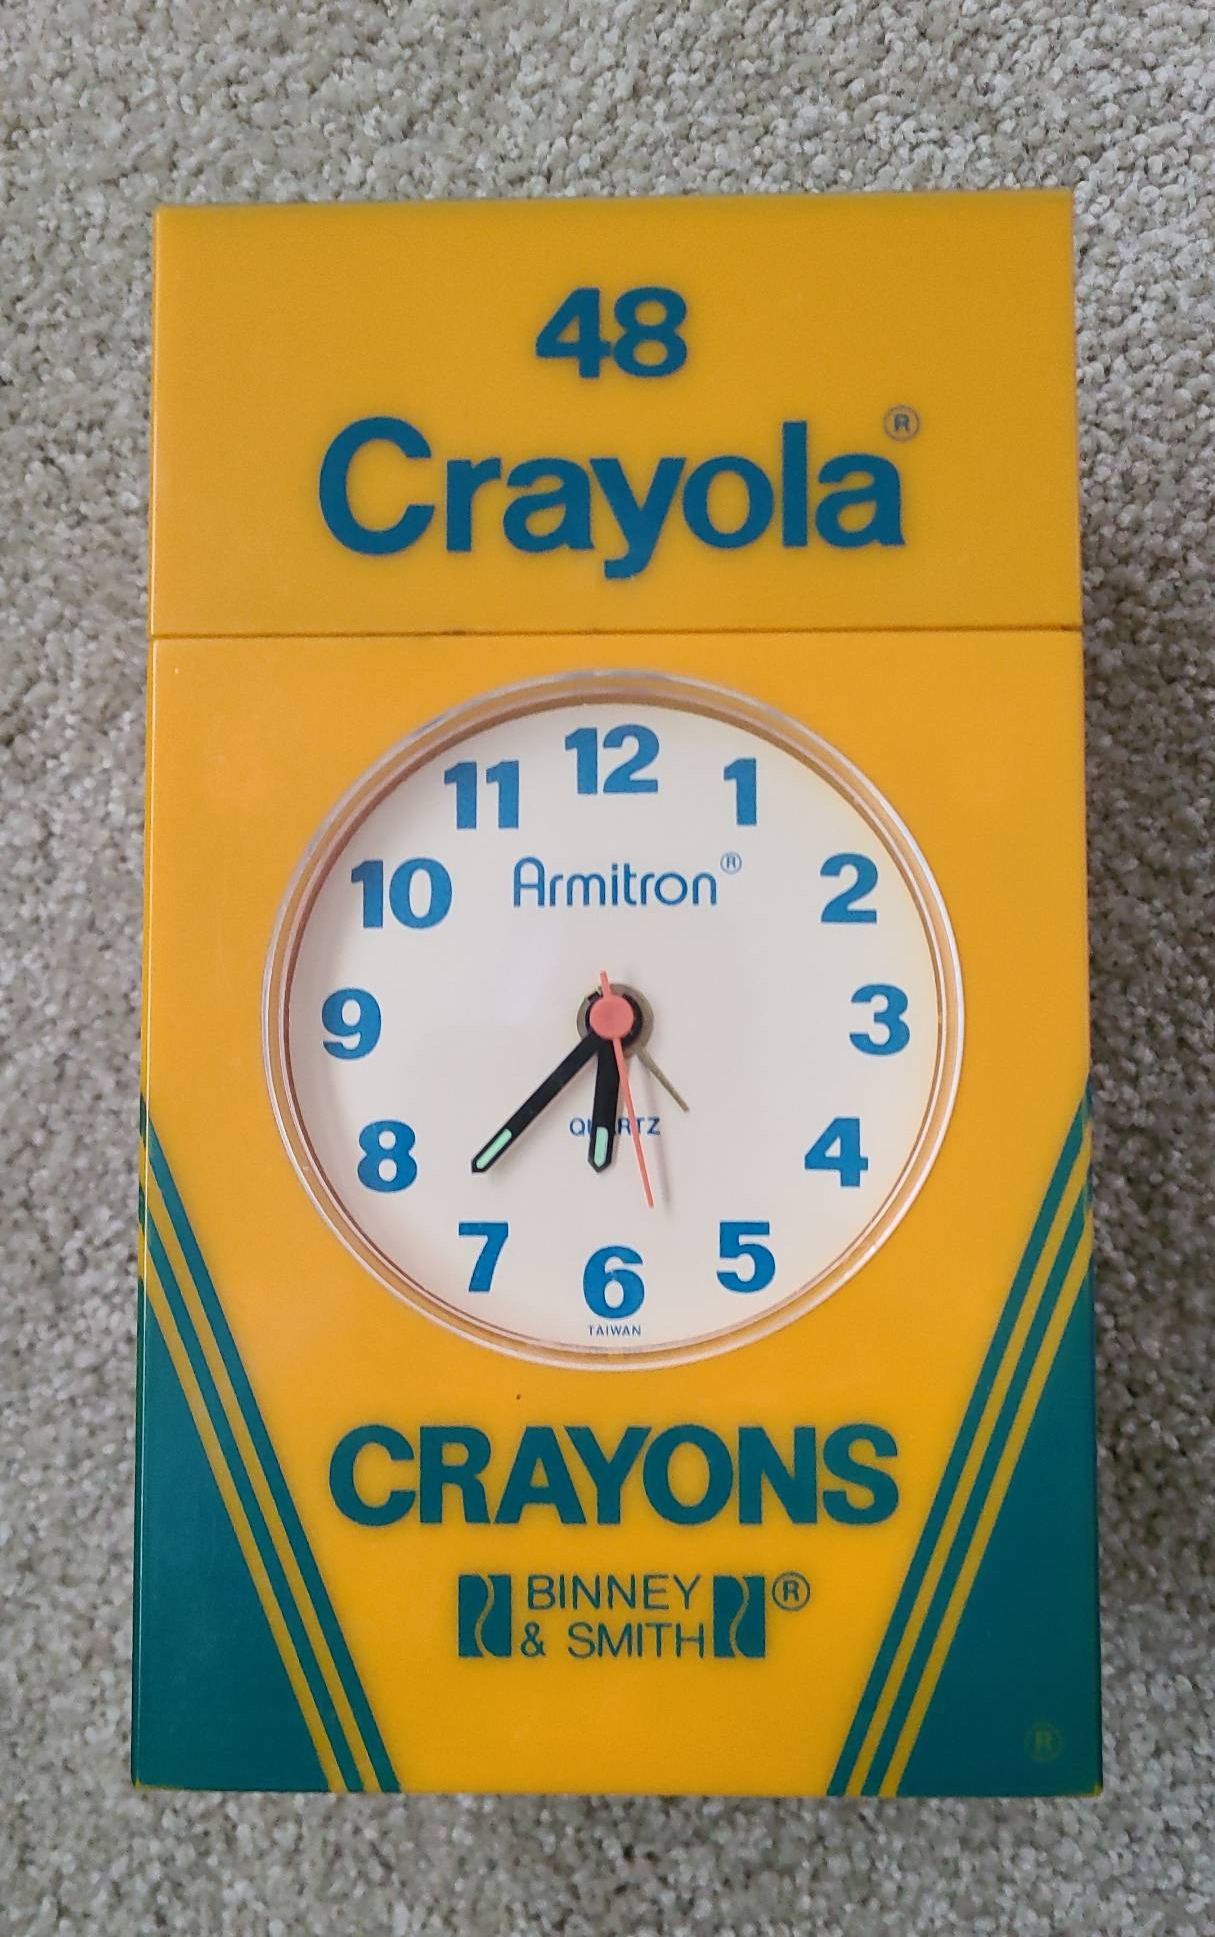 48
Crayola®
12
11 1
Armitron®
10 2
9 3
QUARTZ
8 4
7 5
6
TAIWAN
CRAYONS
BINNEY ®
& SMITH
®